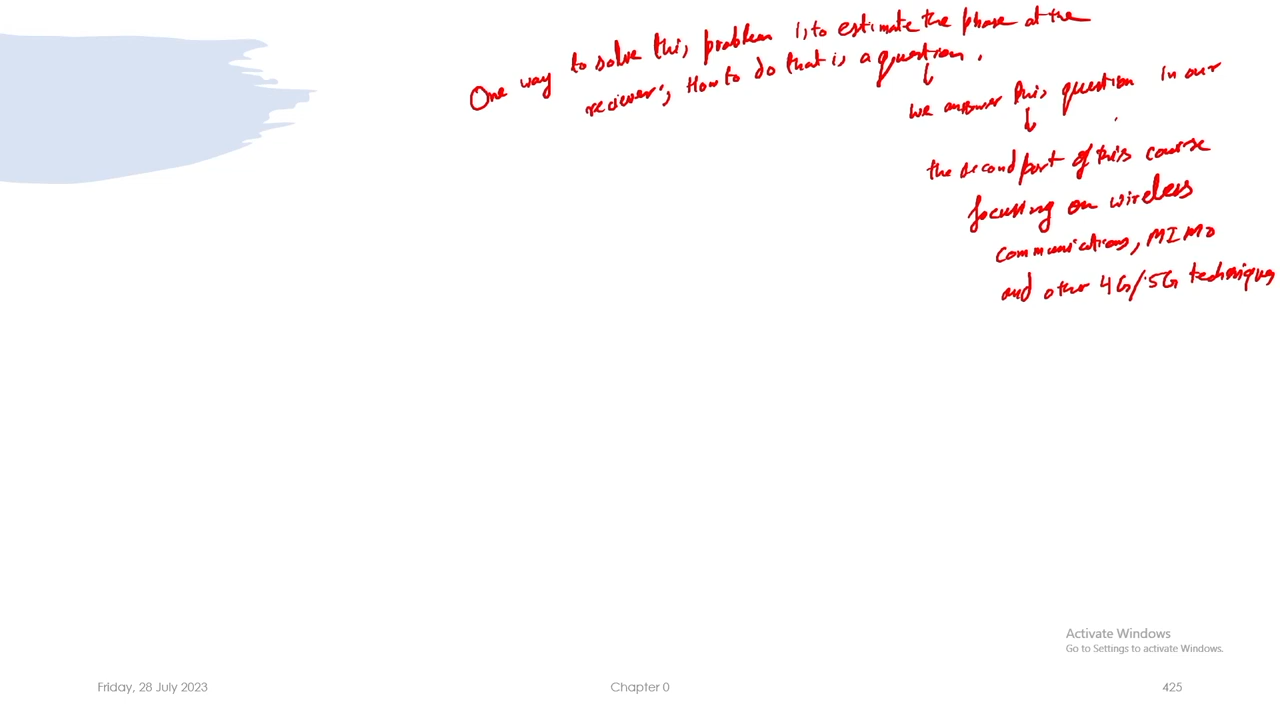 One way to solve this problem is to estimate the phase at the
reciever; How to do that is a question.
We answer this question in our
the second part of this course
focussing on wireless
communications, MIMO
and other 4G/5G techniques
Activate Windows
Go to Settings to activate Windows.
Friday, 28 July 2023
Chapter 0
425